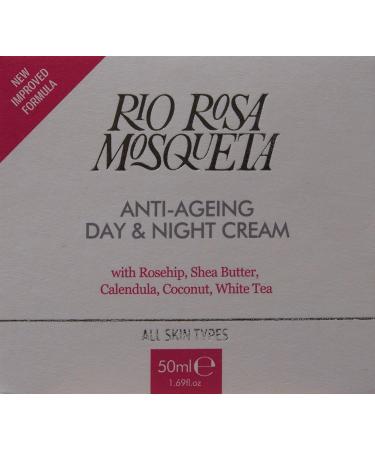 NEW
IMPROVED
FORMULA
RIO ROSA
MOSQUETA
ANTI-AGEING
DAY & NIGHT CREAM
with Rosehip, Shea Butter,
Calendula, Coconut, White Tea
ALL SKIN TYPES
50ml℮
1.69fl.oz